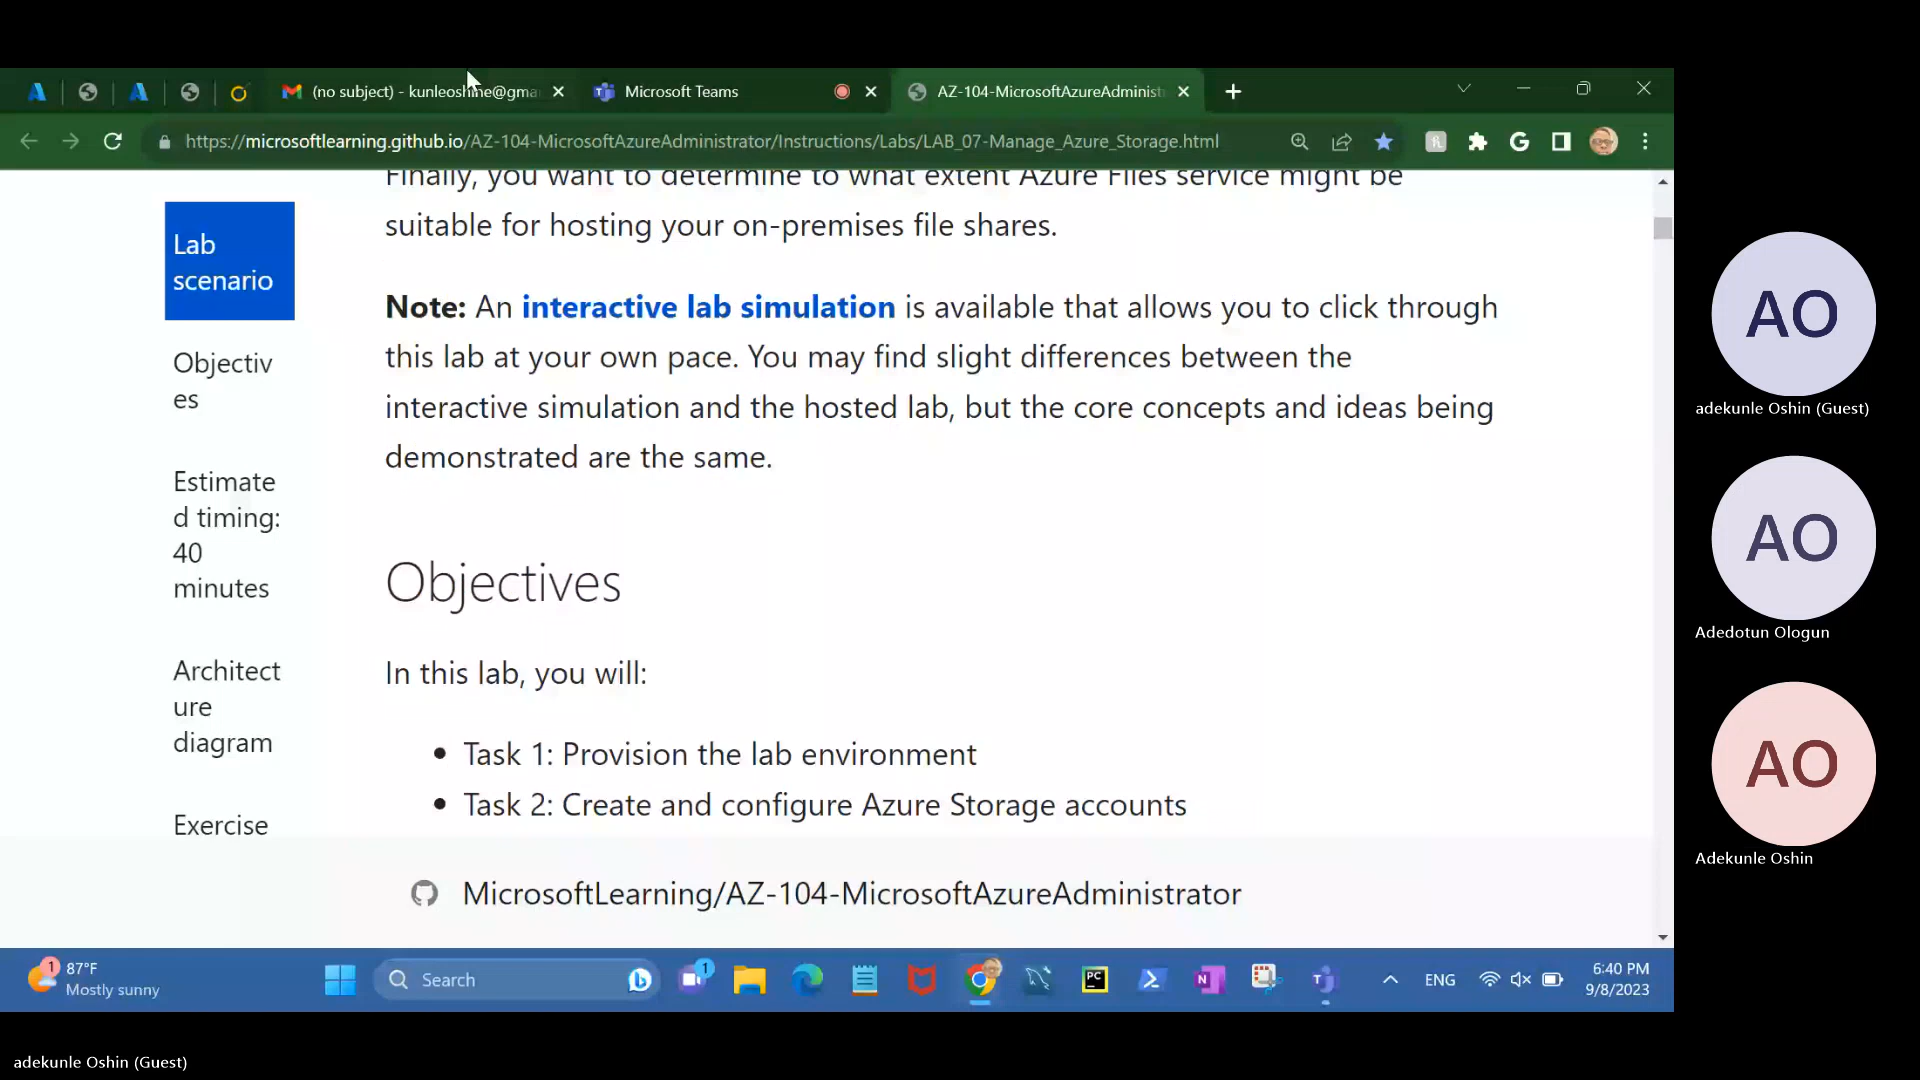 (no subject) - kunleoshine@gma
Microsoft Teams
AZ-104-MicrosoftAzureAdminist
https://microsoftlearning.github.io/AZ-104-MicrosoftAzureAdministrator/Instructions/Labs/LAB_07-Manage_Azure_Storage.html
Finally, you want to determine to what extent Azure Files service might be
suitable for hosting your on-premises file shares.
Lab
scenario
Objectiv
es
Estimate
d timing:
40
minutes
Architect
ure
diagram
Exercise
Note: An interactive lab simulation is available that allows you to click through
this lab at your own pace. You may find slight differences between the
interactive simulation and the hosted lab, but the core concepts and ideas being
demonstrated are the same.
Objectives
In this lab, you will:
• Task 1: Provision the lab environment
• Task 2: Create and configure Azure Storage accounts
MicrosoftLearning/AZ-104-MicrosoftAzureAdministrator
AO
adekunle Oshin (Guest)
AO
Adedotun Ologun
AO
Adekunle Oshin
1
87°F
Mostly sunny
Search
1
PC
N
T
ENG
6:40 PM
9/8/2023
adekunle Oshin (Guest)